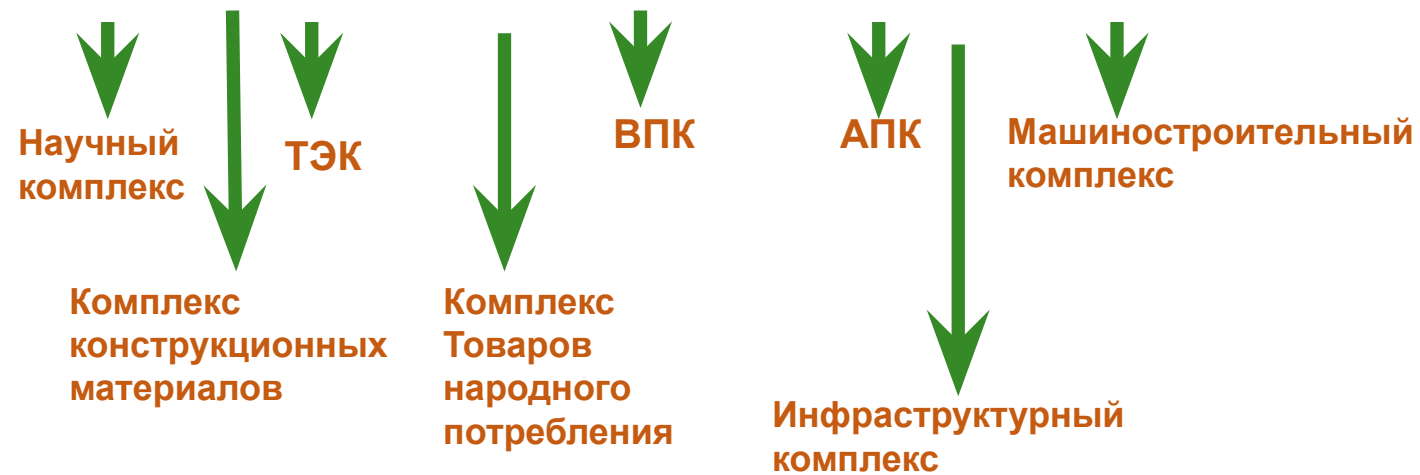 Научный
комплекс
ТЭК
ВПК
АПК
Машиностроительный
комплекс
Комплекс
конструкционных
материалов
Комплекс
Товаров
народного
потребления
Инфраструктурный
комплекс